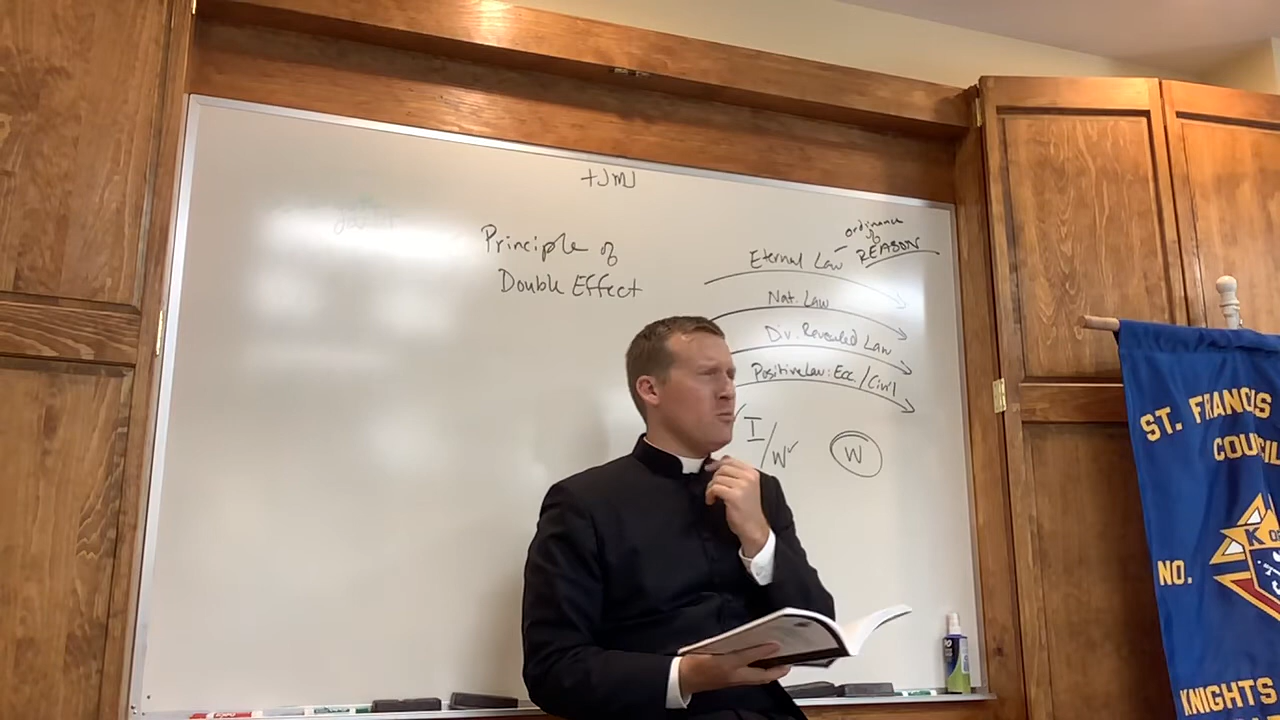 +JMJ
Principle of
Double Effect
ordinance
of
REASON
Eternal Law –
Nat. Law
Div. Revealed Law
Positive Law: Ecc. / Civil
I
/ W
W
ST. FRANCIS
COUNCIL
K OF
NO.
KNIGHTS